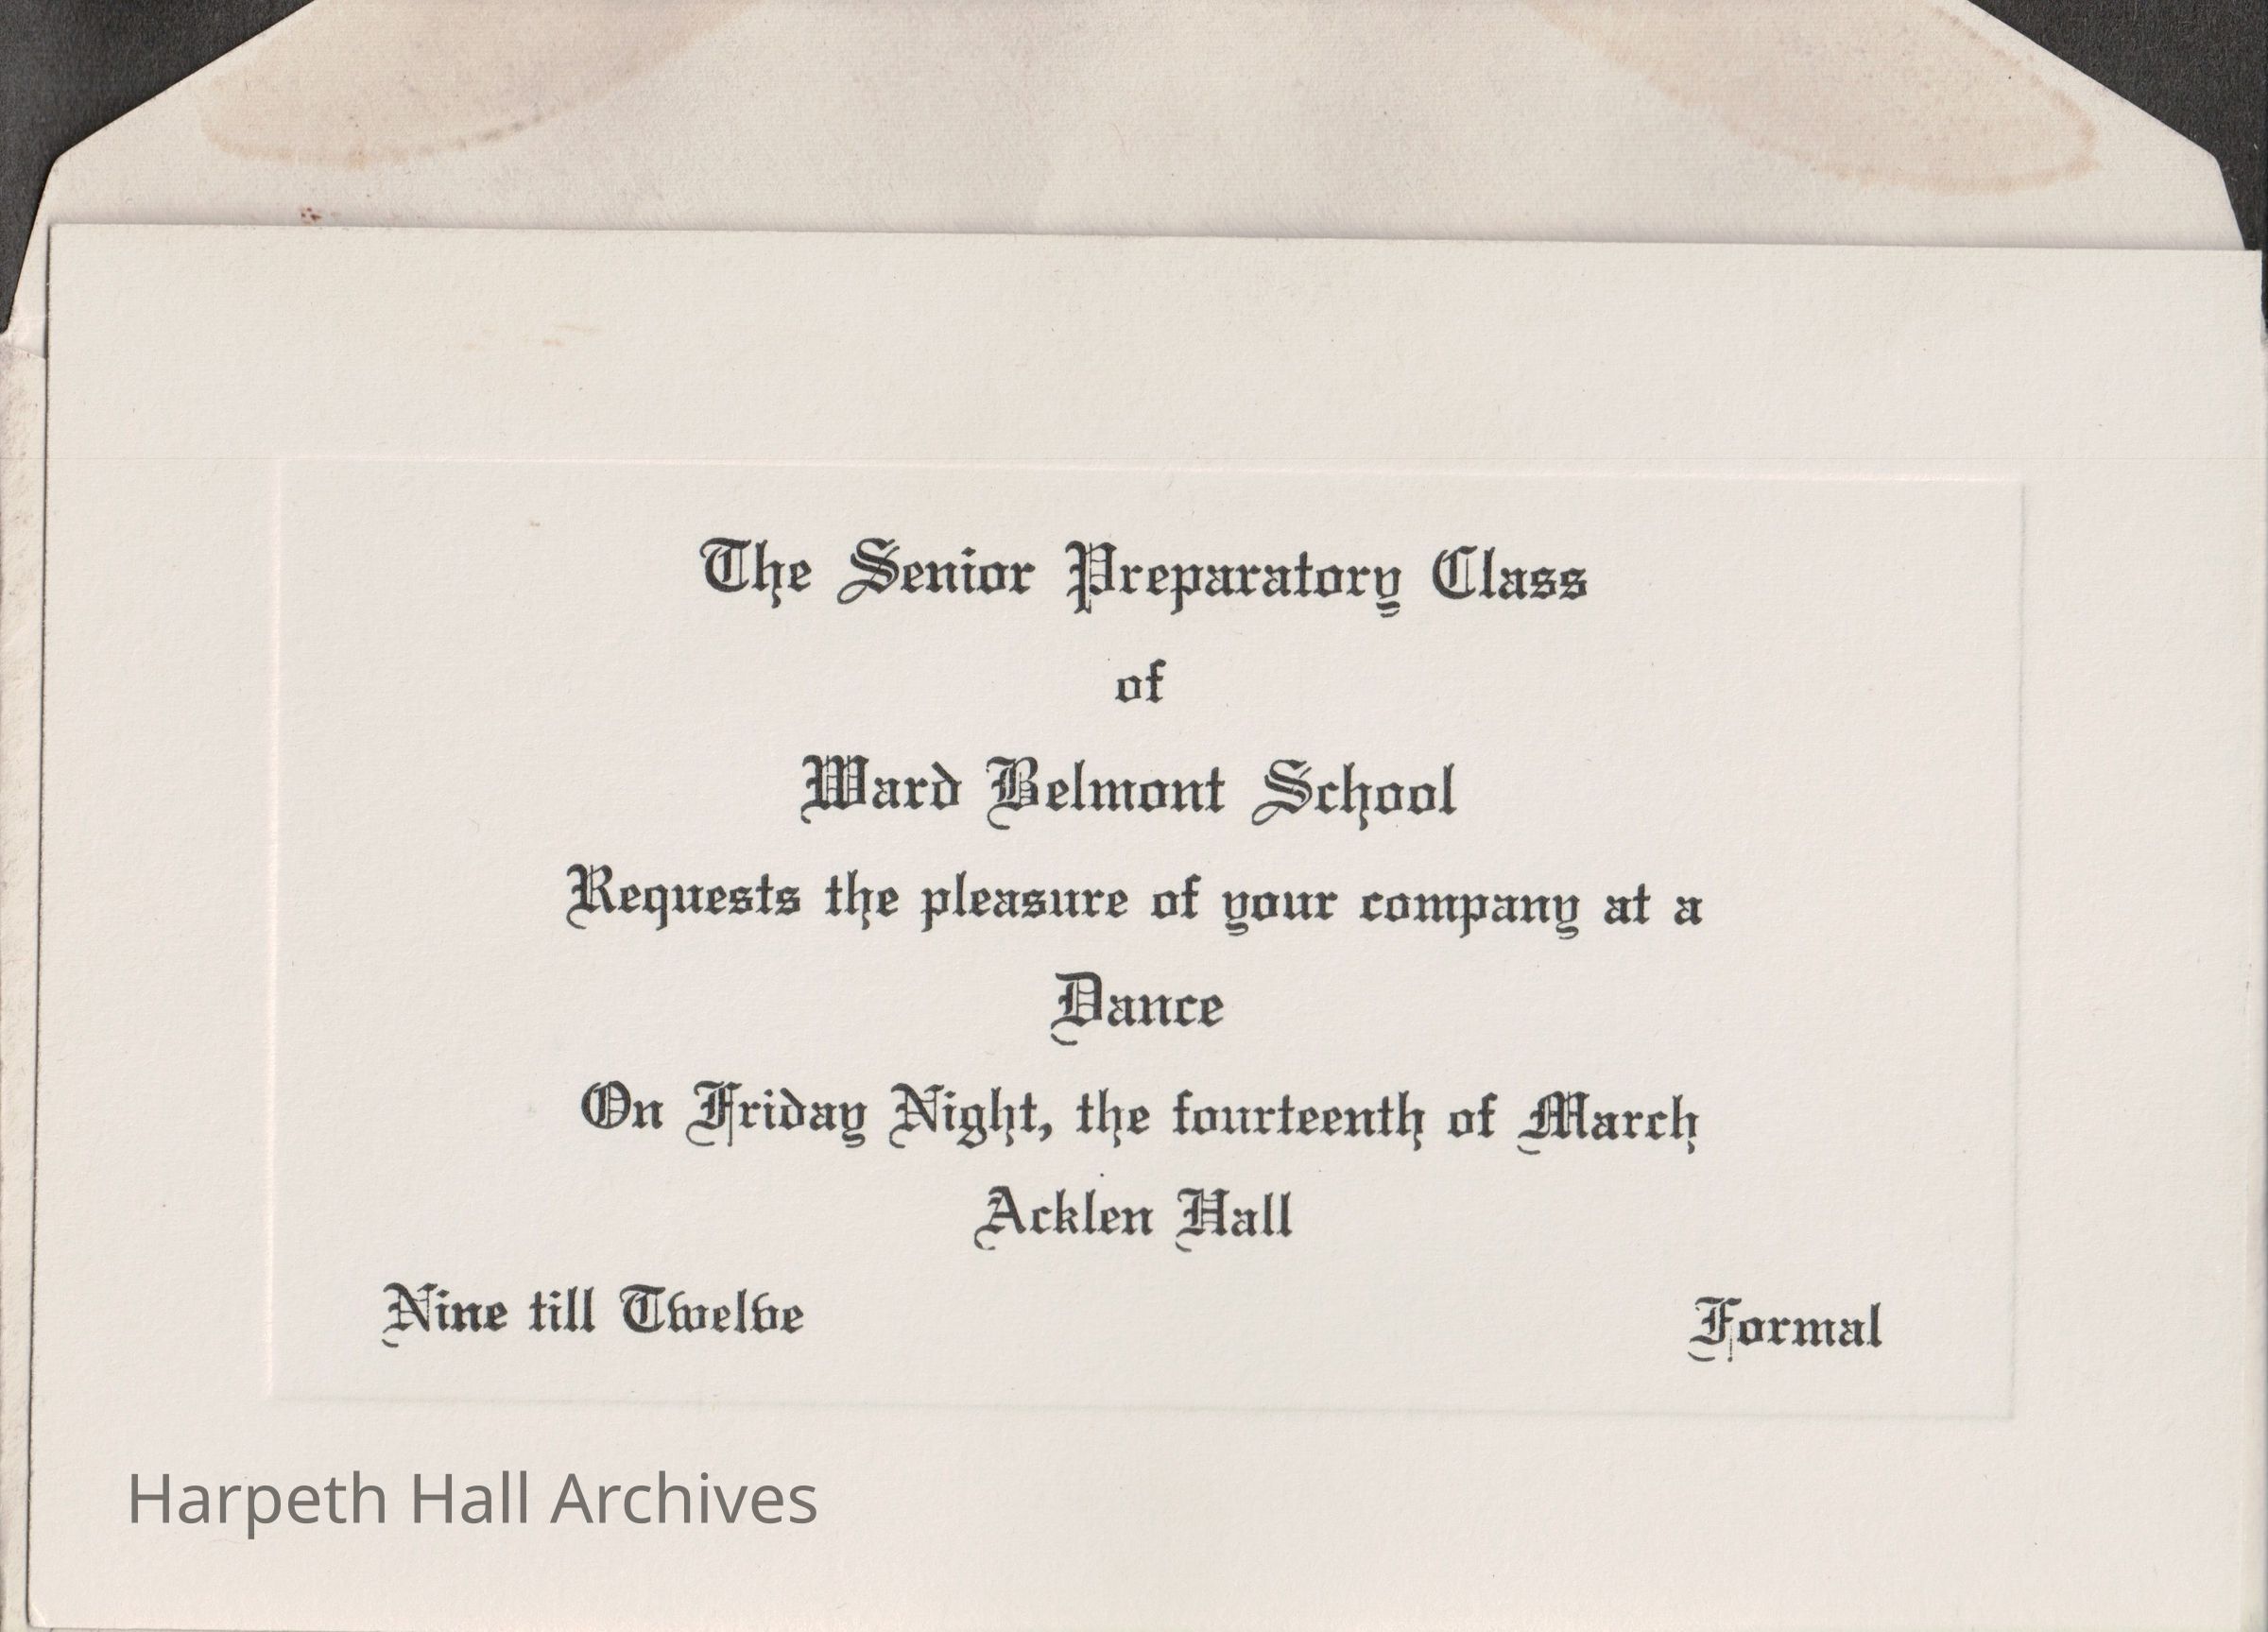 The Senior Preparatory Class
of
Ward Belmont School
Requests the pleasure of your company at a
Dance
On Friday Night, the fourteenth of March
Acklen Hall
Nine till Twelve Formal
Harpeth Hall Archives